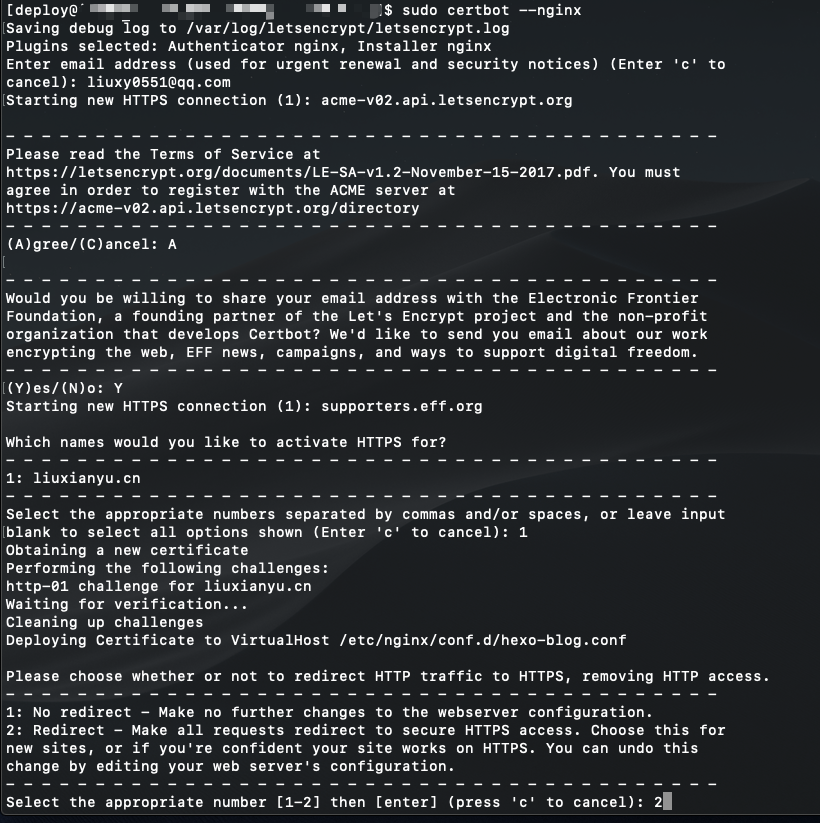 [deploy@ ]$ sudo certbot --nginx
Saving debug log to /var/log/letsencrypt/letsencrypt.log
Plugins selected: Authenticator nginx, Installer nginx
Enter email address (used for urgent renewal and security notices) (Enter 'c' to
cancel): liuxy0551@qq.com
Starting new HTTPS connection (1): acme-v02.api.letsencrypt.org
- - - - - - - - - - - - - - - - - - - - - - - - - - - - - - - - - - - - - - - -
Please read the Terms of Service at
https://letsencrypt.org/documents/LE-SA-v1.2-November-15-2017.pdf. You must
agree in order to register with the ACME server at
https://acme-v02.api.letsencrypt.org/directory
- - - - - - - - - - - - - - - - - - - - - - - - - - - - - - - - - - - - - - - -
(A)gree/(C)ancel: A
- - - - - - - - - - - - - - - - - - - - - - - - - - - - - - - - - - - - - - - -
Would you be willing to share your email address with the Electronic Frontier
Foundation, a founding partner of the Let's Encrypt project and the non-profit
organization that develops Certbot? We'd like to send you email about our work
encrypting the web, EFF news, campaigns, and ways to support digital freedom.
- - - - - - - - - - - - - - - - - - - - - - - - - - - - - - - - - - - - - - - -
(Y)es/(N)o: Y
Starting new HTTPS connection (1): supporters.eff.org
Which names would you like to activate HTTPS for?
- - - - - - - - - - - - - - - - - - - - - - - - - - - - - - - - - - - - - - - -
1: liuxianyu.cn
- - - - - - - - - - - - - - - - - - - - - - - - - - - - - - - - - - - - - - - -
Select the appropriate numbers separated by commas and/or spaces, or leave input
blank to select all options shown (Enter 'c' to cancel): 1
Obtaining a new certificate
Performing the following challenges:
http-01 challenge for liuxianyu.cn
Waiting for verification...
Cleaning up challenges
Deploying Certificate to VirtualHost /etc/nginx/conf.d/hexo-blog.conf
Please choose whether or not to redirect HTTP traffic to HTTPS, removing HTTP access.
- - - - - - - - - - - - - - - - - - - - - - - - - - - - - - - - - - - - - - - -
1: No redirect - Make no further changes to the webserver configuration.
2: Redirect - Make all requests redirect to secure HTTPS access. Choose this for
new sites, or if you're confident your site works on HTTPS. You can undo this
change by editing your web server's configuration.
- - - - - - - - - - - - - - - - - - - - - - - - - - - - - - - - - - - - - - - -
Select the appropriate number [1-2] then [enter] (press 'c' to cancel): 2